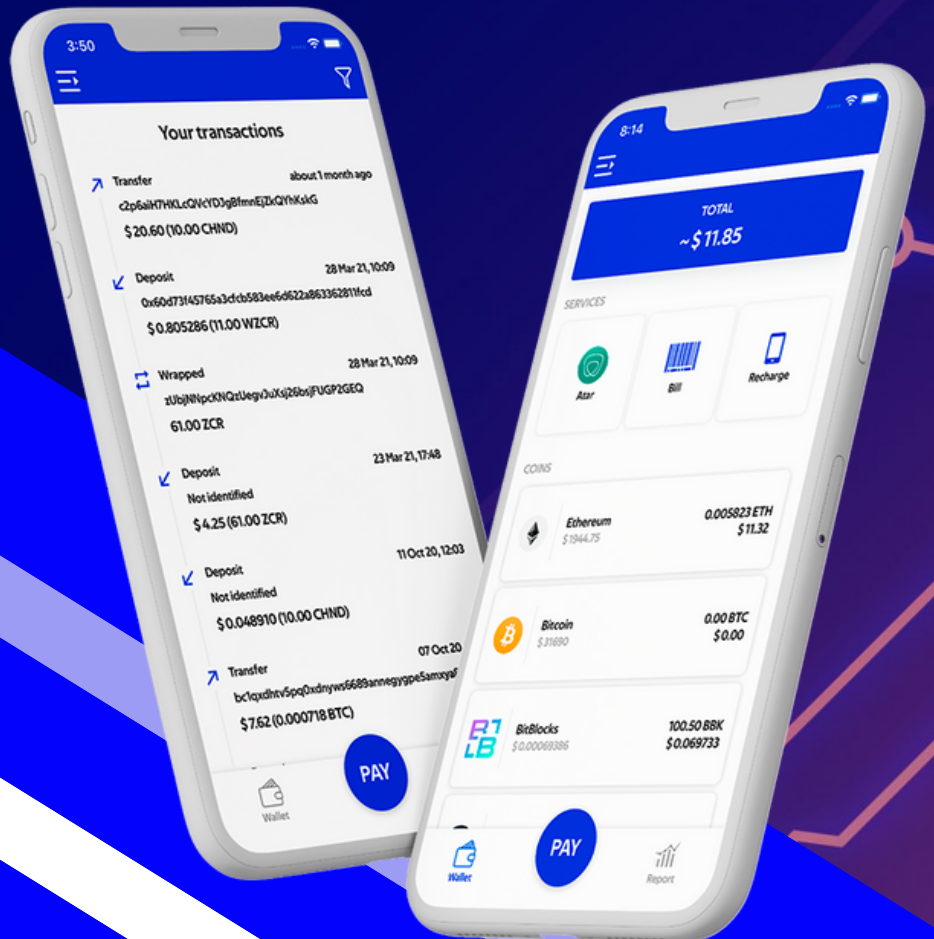 3:50
Your transactions
Transfer about 1 month ago
c2p6aiH7HKLcQVcYD3gBfmnEjZkQYhKskG
$ 20.60 (10.00 CHND)
Deposit 28 Mar 21, 10:09
0x60d73f45765a3cfcb583ee6d622a863362811fcd
$ 0.805286 (11.00 WZCR)
Wrapped 28 Mar 21, 10:09
zUbjNNpcKNQzUegvJuXsj26bsjFUGP2GEQ
61.00 ZCR
Deposit 23 Mar 21, 17:48
Not identified
$ 4.25 (61.00 ZCR)
Deposit 11 Oct 20, 12:03
Not identified
$ 0.048910 (10.00 CHND)
Transfer 07 Oct 20
$ 7.62 (0.000718 BTC)
Wallet
PAY
8:14
TOTAL
~$ 11.85
SERVICES
Atar
Bill
Recharge
COINS
Ethereum 0.005823 ETH
$ 1944.75 $ 11.32
Bitcoin 0.00 BTC
$ 31690 $ 0.00
BitBlocks 100.50 BBK
$ 0.00069386 $ 0.069733
Wallet
PAY
Report